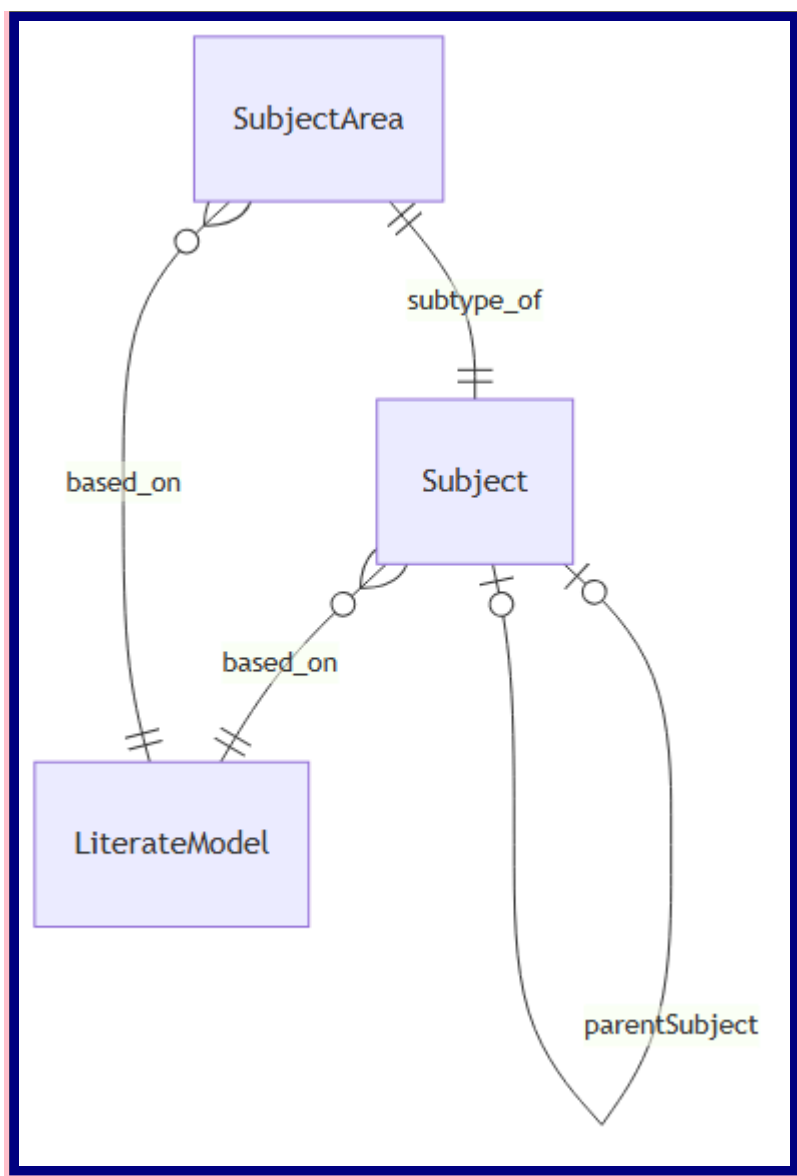 SubjectArea
subtype_of
Subject
based_on
based_on
LiterateModel
parentSubject